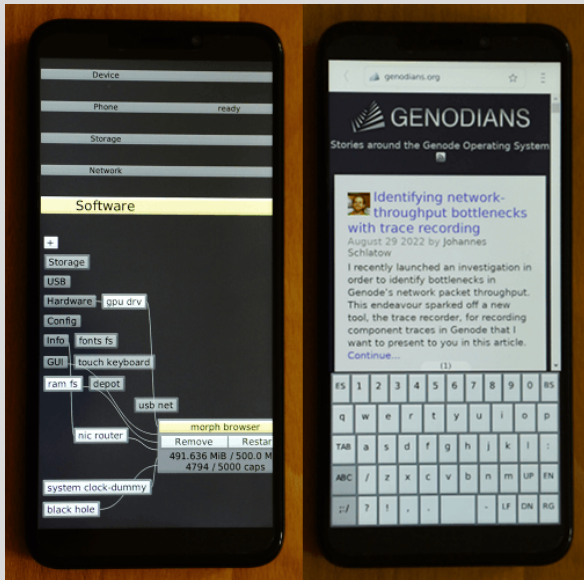 Device
Phone ready
Storage
Network
Software
+
Storage
USB
Hardware gpu drv
Config
Info fonts fs
GUI touch keyboard
ram fs depot
usb net
nic router
morph browser
Remove Restar
491.636 MiB / 500.0 M
4794 / 5000 caps
system clock-dummy
black hole
genodians.org
GENODIANS
Stories around the Genode Operating System
Identifying network-
throughput bottlenecks
with trace recording
August 29 2022 by Johannes
Schlatow
I recently launched an investigation in
order to identify bottlenecks in
Genode's network packet throughput.
This endeavour sparked off a new
tool, the trace recorder, for recording
component traces in Genode that I
want to present to you in this article.
Continue...
(1)
ES 1 2 3 4 5 6 7 8 9 0 BS
q w e r t y u i o p
TAB a s d f g h j k l :
ABC / z x c v b n m UP EN
;:/ ? ! , . - LF DN RG